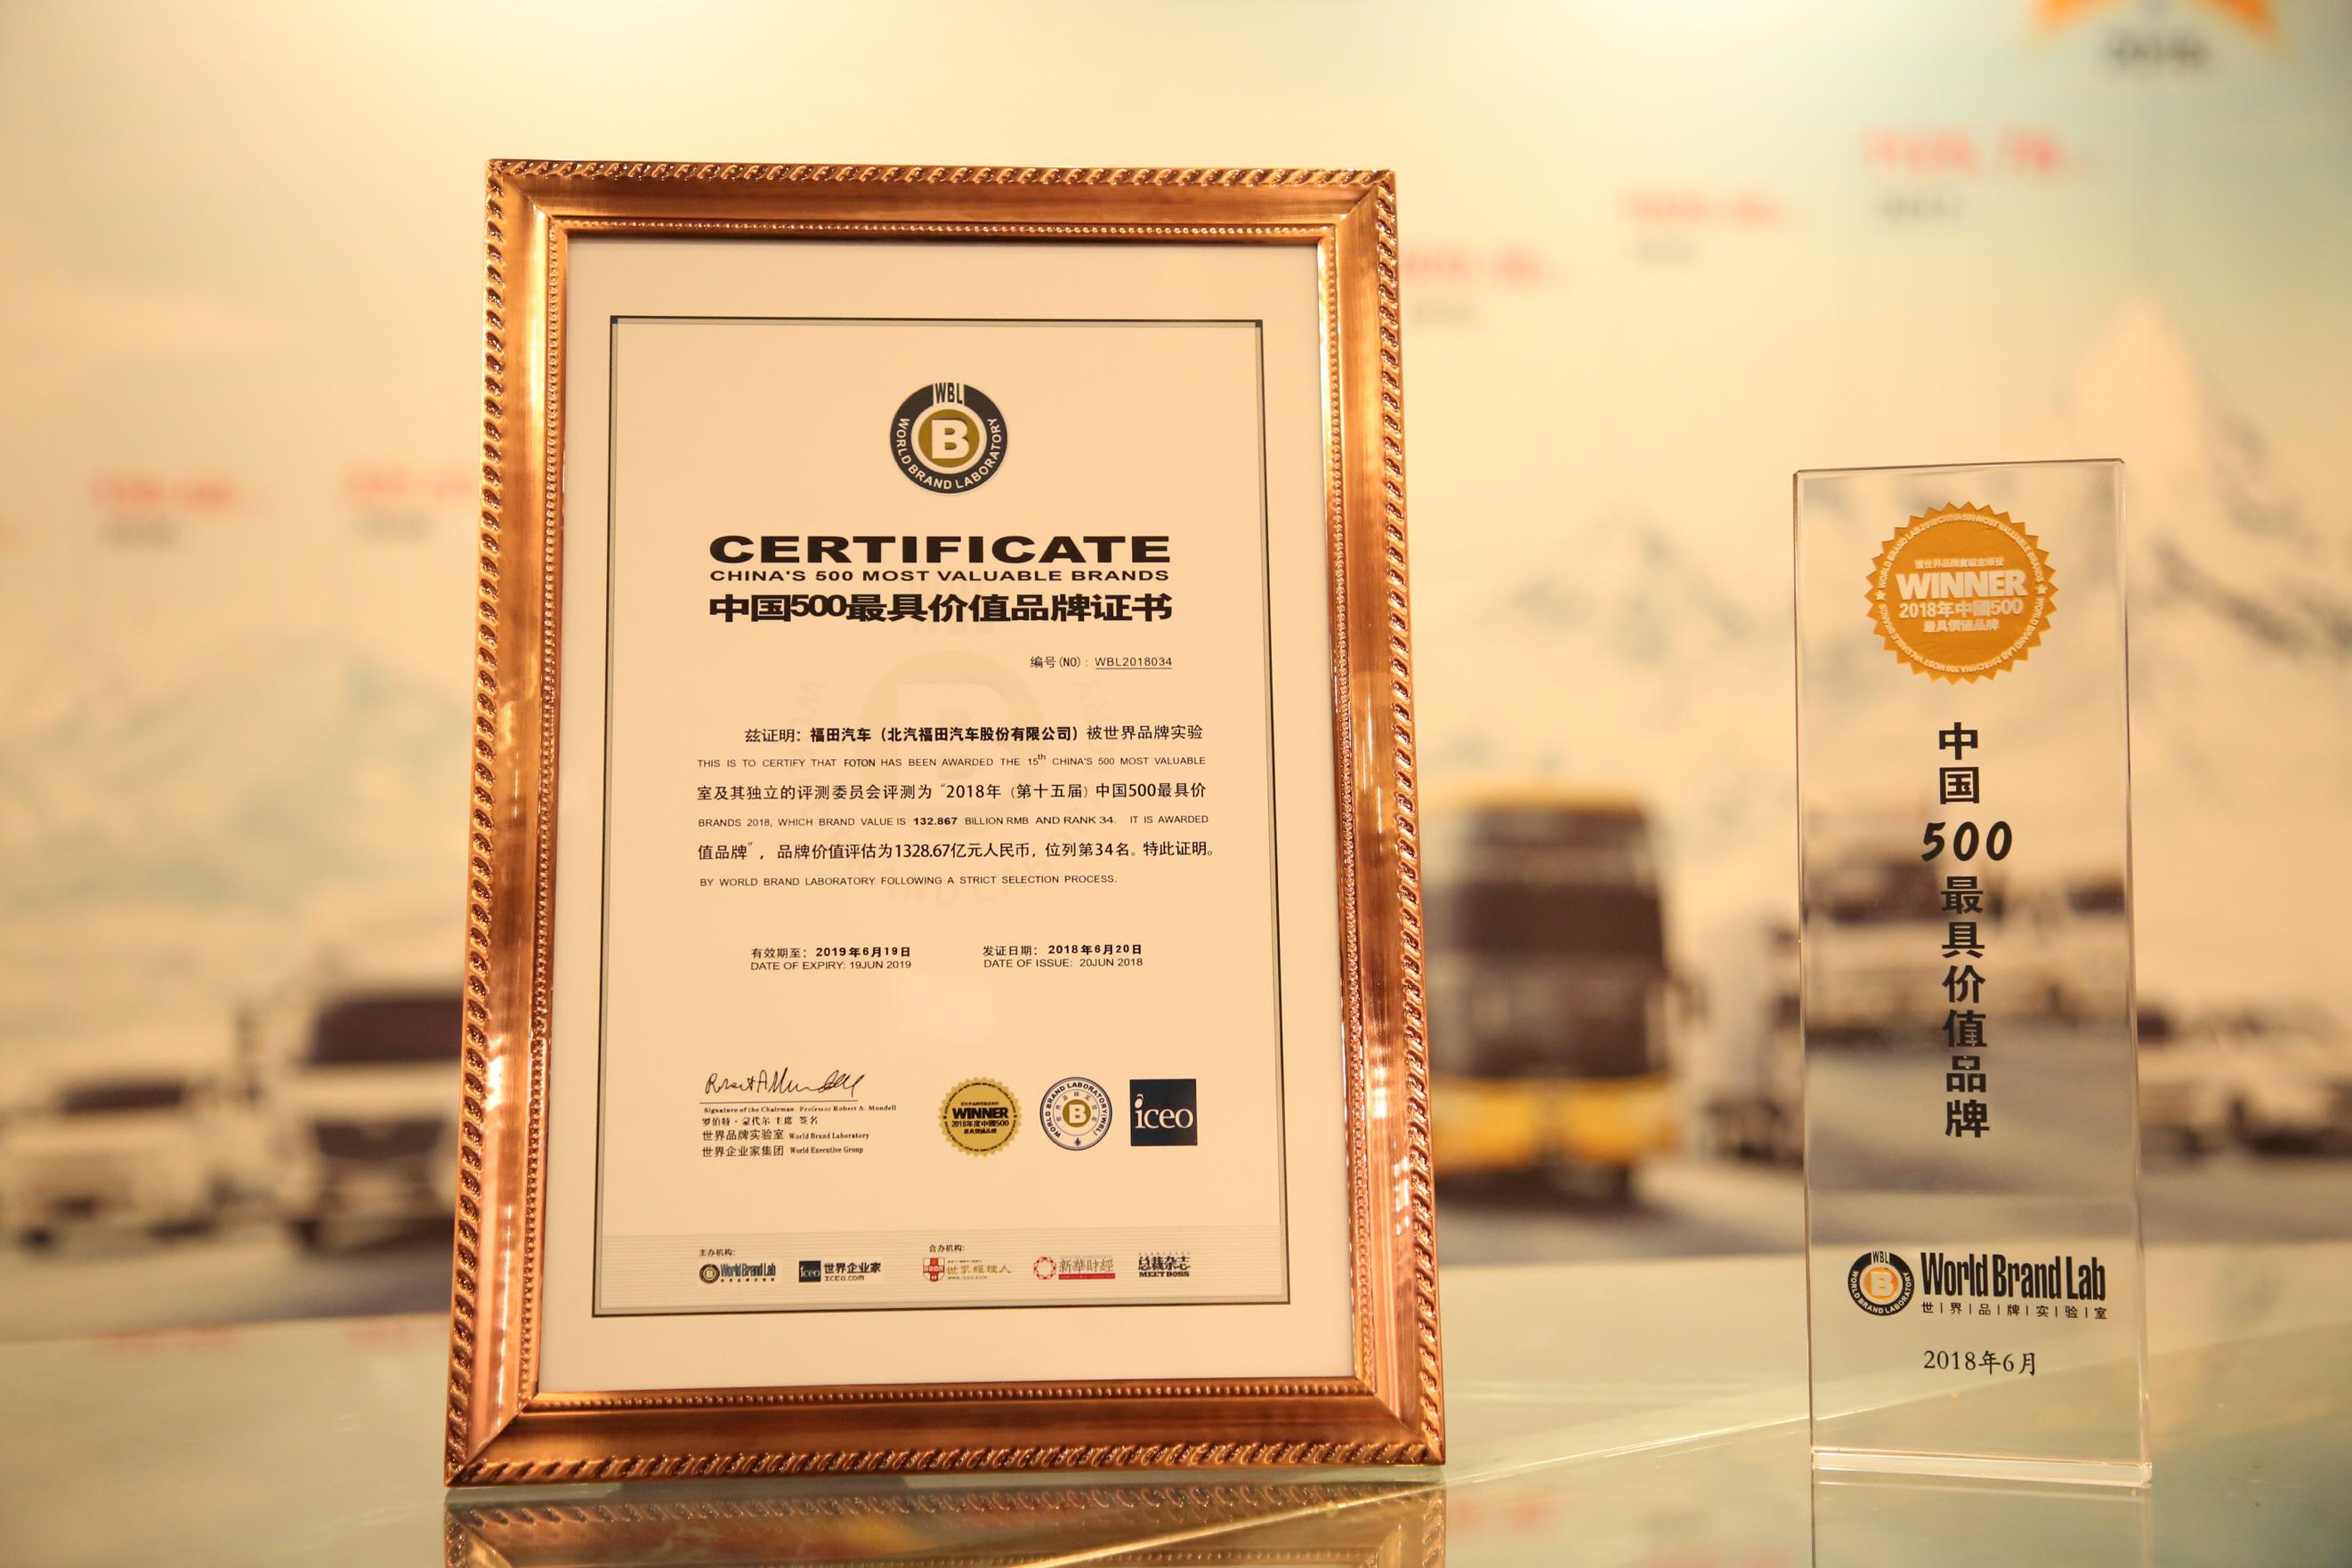 WBL
B
WORLD BRAND LABORATORY
CERTIFICATE
CHINA'S 500 MOST VALUABLE BRANDS
中国500最具价值品牌证书
编号(NO)：WBL2018034
兹证明：福田汽车（北汽福田汽车股份有限公司）被世界品牌实验
THIS IS TO CERTIFY THAT FOTON HAS BEEN AWARDED THE 15th CHINA'S 500 MOST VALUABLE
室及其独立的评测委员会评测为“2018年（第十五届）中国500最具价
BRANDS 2018, WHICH BRAND VALUE IS 132.867 BILLION RMB AND RANK 34. IT IS AWARDED
值品牌”，品牌价值评估为1328.67亿元人民币，位列第34名。特此证明。
BY WORLD BRAND LABORATORY FOLLOWING A STRICT SELECTION PROCESS.
有效期至：2019年6月19日 发证日期：2018年6月20日
DATE OF EXPIRY: 19JUN 2019 DATE OF ISSUE: 20JUN 2018
Signature of the Chairman Professor Robert A. Mundell
罗伯特·蒙代尔 主席 签名
世界品牌实验室 World Brand Laboratory
世界企业家集团 World Executive Group
WINNER
2018年度中國500
最具價值品牌
WORLD BRAND LABORATORY(WBL)
B
iceo
主办机构：
World Brand Lab
iceo 世界企业家
ICEO.COM
合办机构：
世界经理人
新華財經
总裁杂志
MEET BOSS
WORLD BRAND LAB 2018 CHINA 500 MOST VALUABLE BRANDS
WINNER
2018年中國500
最具價值品牌
中国500最具价值品牌
WBL
B
WORLD BRAND LABORATORY
World Brand Lab
世|界|品|牌|实|验|室
2018年6月